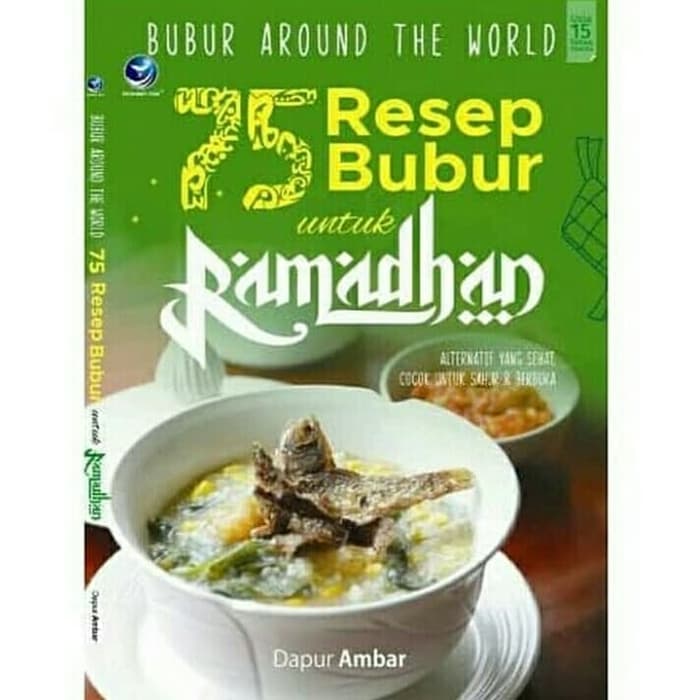 BUBUR AROUND THE WORLD
15
75 Resep
Bubur
untuk
Ramadhan
ALTERNATIF YANG SEHAT,
COCOK UNTUK SAHUR & BERBUKA
Dapur Ambar
BUBUR AROUND THE WORLD 75 Resep Bubur untuk Ramadhan
Dapur Ambar